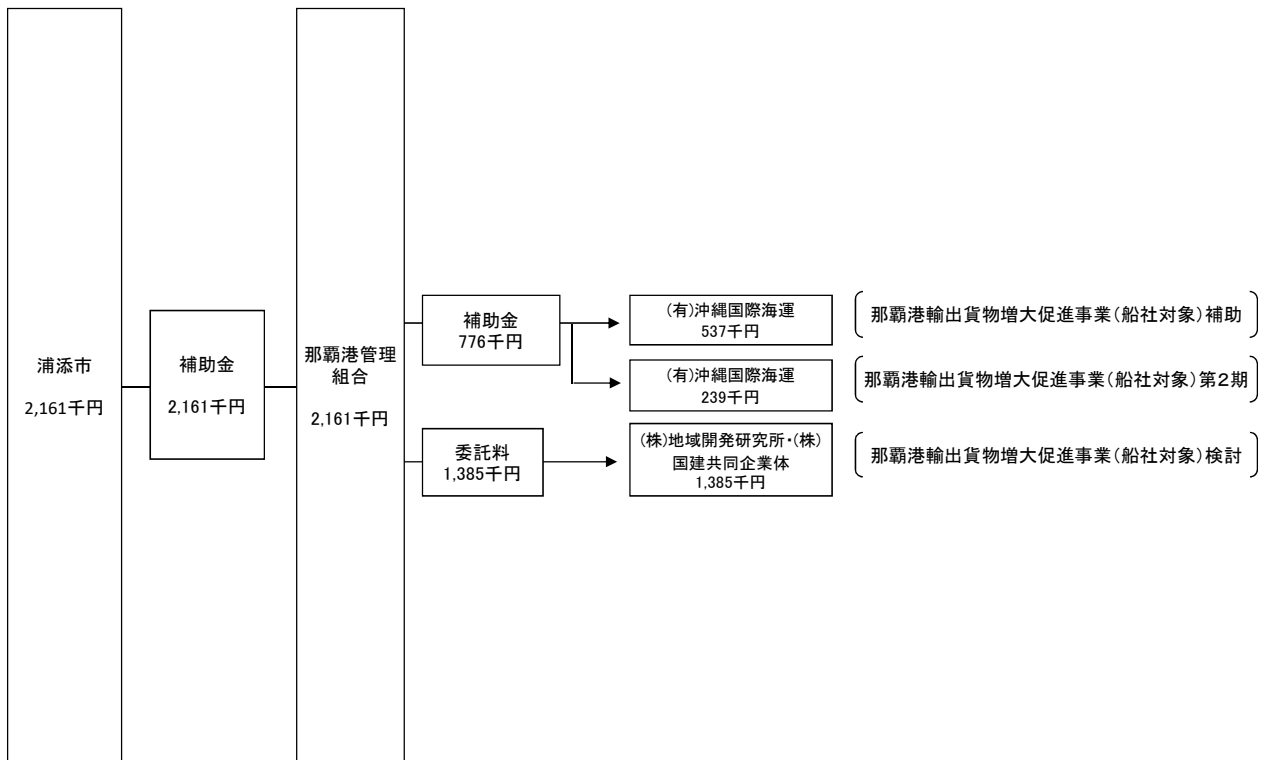 浦添市
2,161千円
補助金
2,161千円
那覇港管理
組合
2,161千円
補助金
776千円
(有)沖縄国際海運
537千円
那覇港輸出貨物増大促進事業(船社対象)補助
(有)沖縄国際海運
239千円
那覇港輸出貨物増大促進事業(船社対象)第2期
委託料
1,385千円
(株)地域開発研究所・(株)
国建共同企業体
1,385千円
那覇港輸出貨物増大促進事業(船社対象)検討